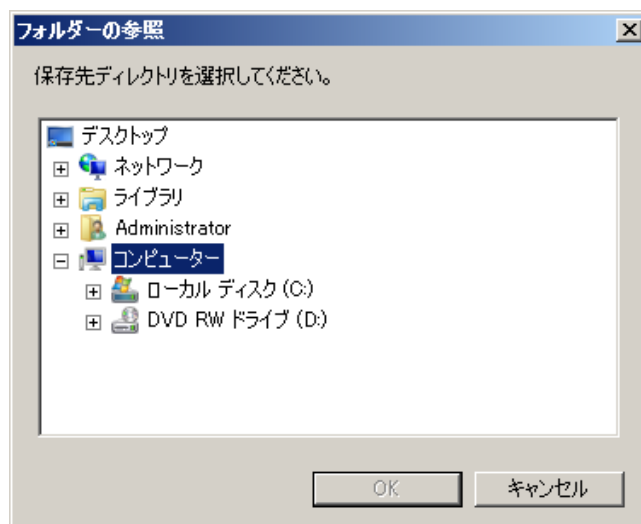 フォルダーの参照
保存先ディレクトリを選択してください。
デスクトップ
ネットワーク
ライブラリ
Administrator
コンピューター
ローカル ディスク (C:)
DVD RW ドライブ (D:)
OK キャンセル